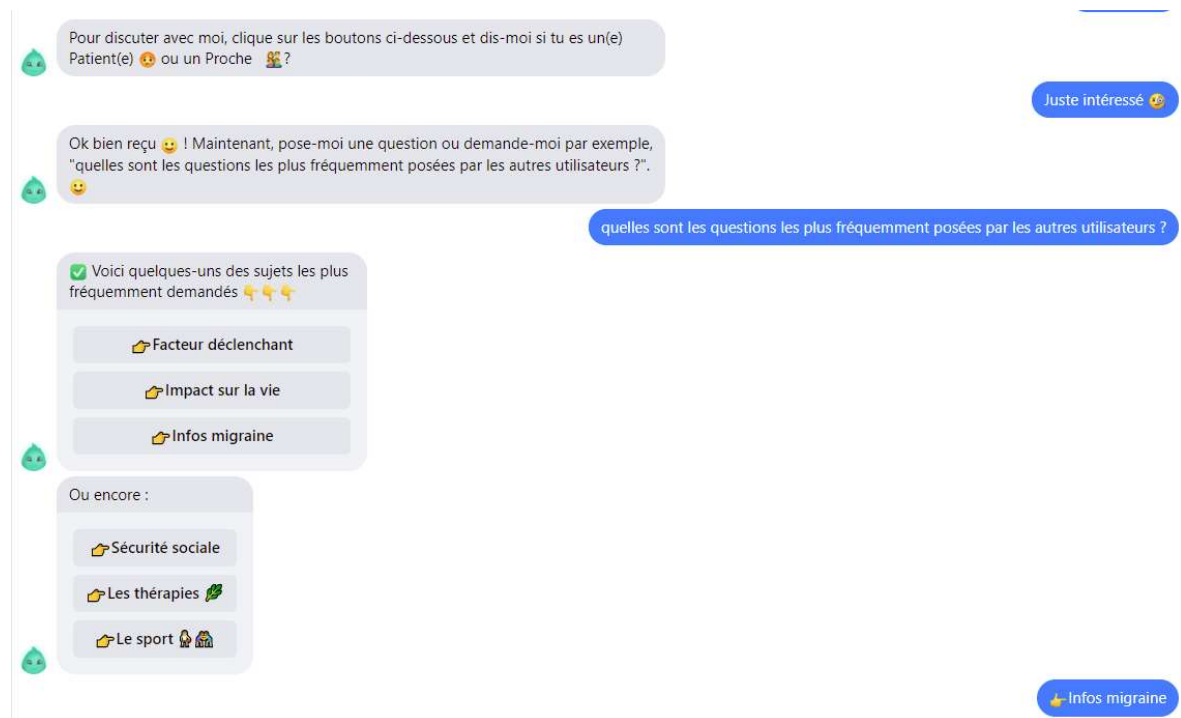 Pour discuter avec moi, clique sur les boutons ci-dessous et dis-moi si tu es un(e)
Patient(e) 🤕 ou un Proche 🧏?
Juste intéressé 🧐
Ok bien reçu 😀 ! Maintenant, pose-moi une question ou demande-moi par exemple,
"quelles sont les questions les plus fréquemment posées par les autres utilisateurs ?".
😀
quelles sont les questions les plus fréquemment posées par les autres utilisateurs ?
✅ Voici quelques-uns des sujets les plus
fréquemment demandés 👇👇👇
👉Facteur déclenchant
👉Impact sur la vie
👉Infos migraine
Ou encore :
👉Sécurité sociale
👉Les thérapies 🌿
👉Le sport
👉Infos migraine